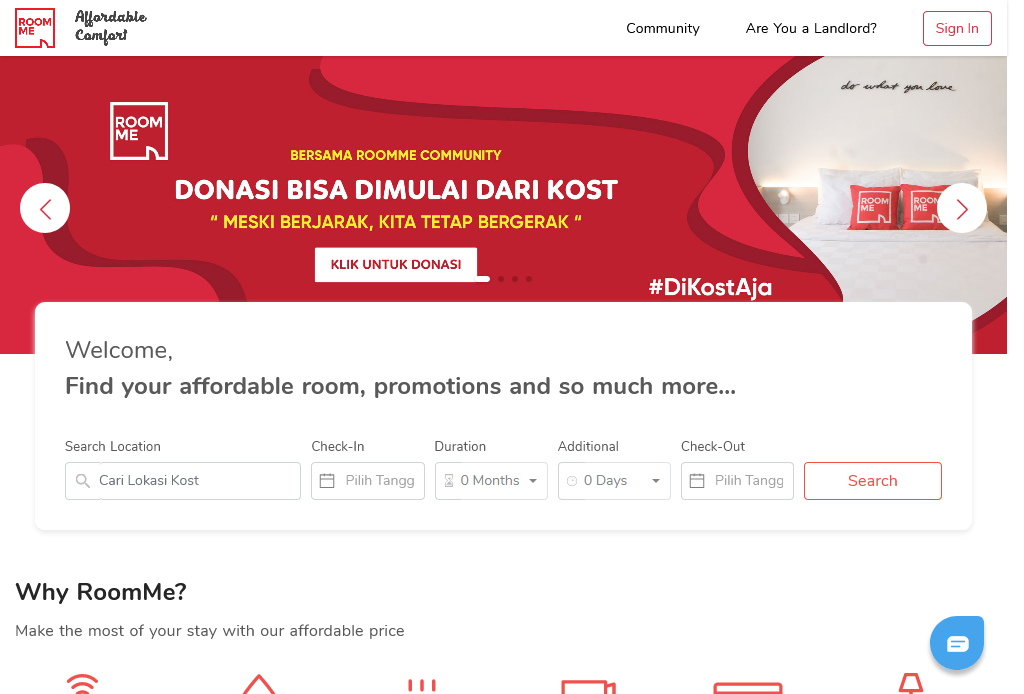 ROOM
ME
Affordable
Comfort
Community
Are You a Landlord?
Sign In
ROOM
ME
do what you love
BERSAMA ROOMME COMMUNITY
DONASI BISA DIMULAI DARI KOST
“ MESKI BERJARAK, KITA TETAP BERGERAK “
KLIK UNTUK DONASI
ROOM
ME
ROOM
ME
#DiKostAja
Welcome,
Find your affordable room, promotions and so much more...
Search Location
Check-In
Duration
Additional
Check-Out
Cari Lokasi Kost
Pilih Tangg
0 Months
0 Days
Pilih Tangg
Search
Why RoomMe?
Make the most of your stay with our affordable price